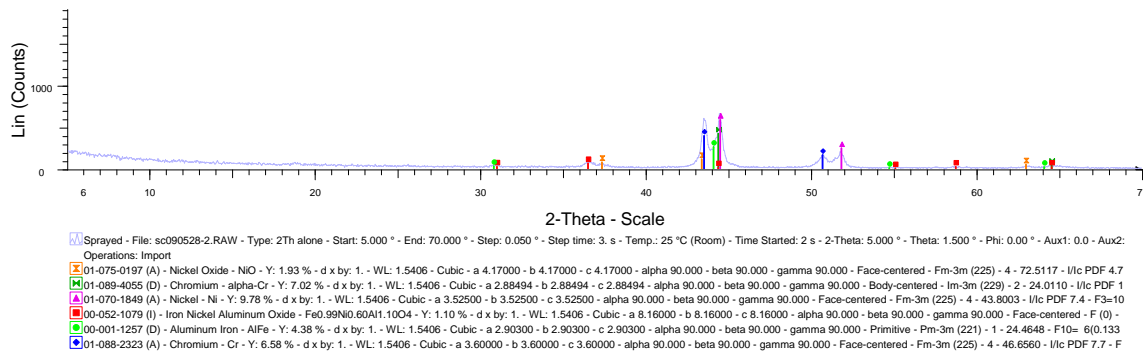 Lin (Counts)
1000
0
6 10 20 30 40 50 60 70
2-Theta - Scale
Sprayed - File: sc090528-2.RAW - Type: 2Th alone - Start: 5.000 ° - End: 70.000 ° - Step: 0.050 ° - Step time: 3. s - Temp.: 25 °C (Room) - Time Started: 2 s - 2-Theta: 5.000 ° - Theta: 1.500 ° - Phi: 0.00 ° - Aux1: 0.0 - Aux2:
Operations: Import
01-075-0197 (A) - Nickel Oxide - NiO - Y: 1.93 % - d x by: 1. - WL: 1.5406 - Cubic - a 4.17000 - b 4.17000 - c 4.17000 - alpha 90.000 - beta 90.000 - gamma 90.000 - Face-centered - Fm-3m (225) - 4 - 72.5117 - I/Ic PDF 4.7
01-089-4055 (D) - Chromium - alpha-Cr - Y: 7.02 % - d x by: 1. - WL: 1.5406 - Cubic - a 2.88494 - b 2.88494 - c 2.88494 - alpha 90.000 - beta 90.000 - gamma 90.000 - Body-centered - Im-3m (229) - 2 - 24.0110 - I/Ic PDF 1
01-070-1849 (A) - Nickel - Ni - Y: 9.78 % - d x by: 1. - WL: 1.5406 - Cubic - a 3.52500 - b 3.52500 - c 3.52500 - alpha 90.000 - beta 90.000 - gamma 90.000 - Face-centered - Fm-3m (225) - 4 - 43.8003 - I/Ic PDF 7.4 - F3=10
00-052-1079 (I) - Iron Nickel Aluminum Oxide - Fe0.99Ni0.60Al1.10O4 - Y: 1.10 % - d x by: 1. - WL: 1.5406 - Cubic - a 8.16000 - b 8.16000 - c 8.16000 - alpha 90.000 - beta 90.000 - gamma 90.000 - Face-centered - F (0) -
00-001-1257 (D) - Aluminum Iron - AlFe - Y: 4.38 % - d x by: 1. - WL: 1.5406 - Cubic - a 2.90300 - b 2.90300 - c 2.90300 - alpha 90.000 - beta 90.000 - gamma 90.000 - Primitive - Pm-3m (221) - 1 - 24.4648 - F10= 6(0.133
01-088-2323 (A) - Chromium - Cr - Y: 6.58 % - d x by: 1. - WL: 1.5406 - Cubic - a 3.60000 - b 3.60000 - c 3.60000 - alpha 90.000 - beta 90.000 - gamma 90.000 - Face-centered - Fm-3m (225) - 4 - 46.6560 - I/Ic PDF 7.7 - F